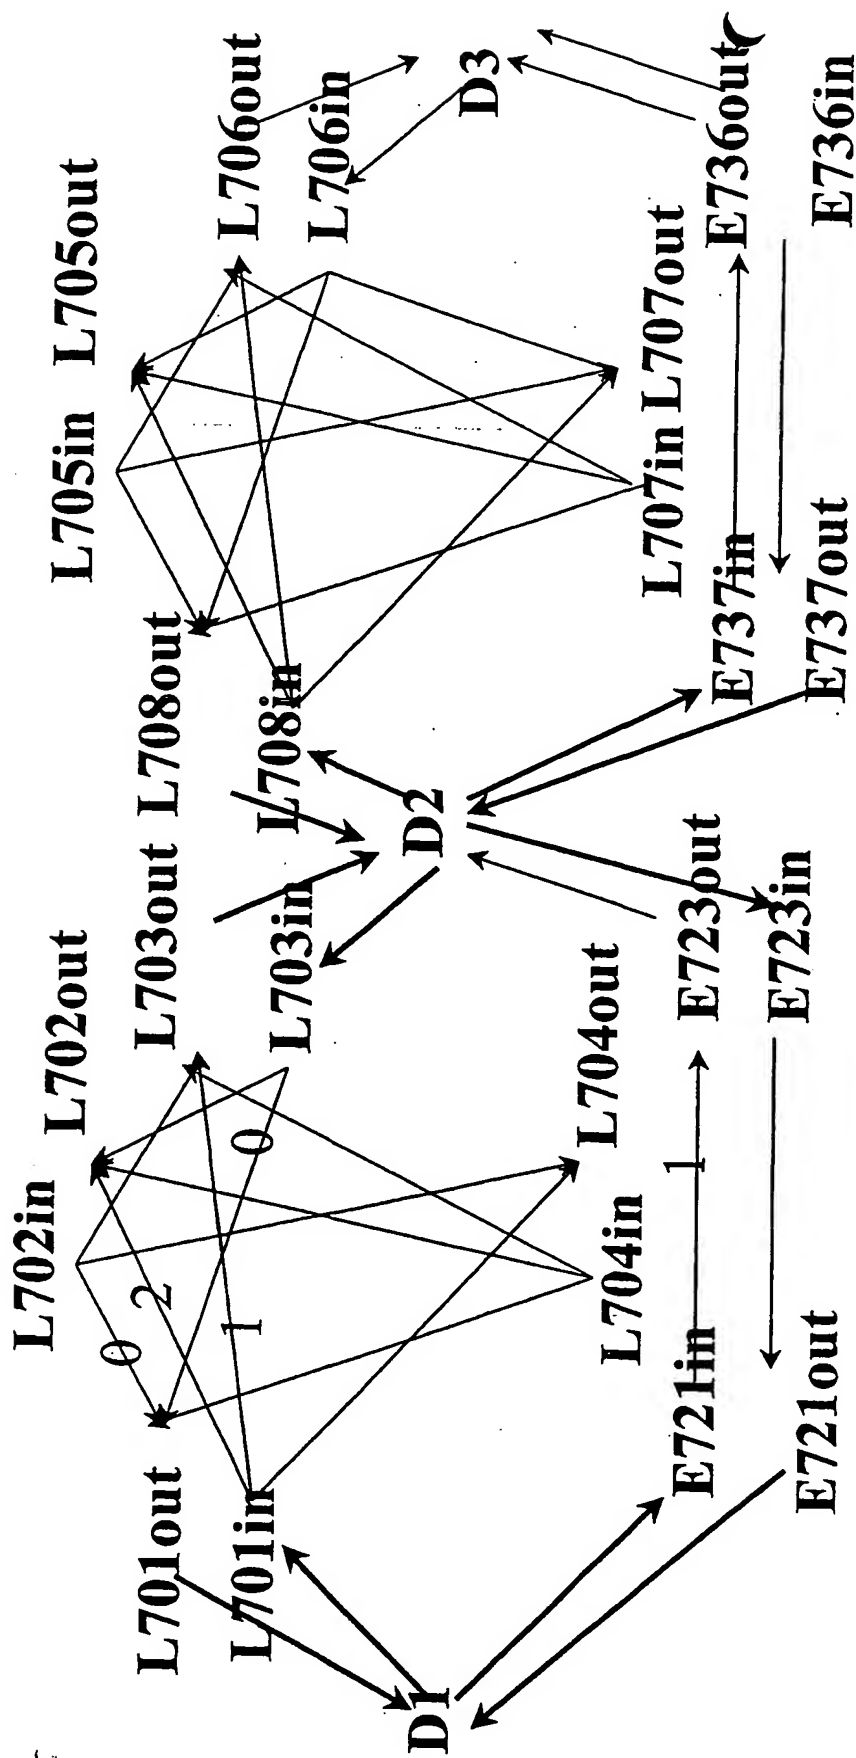 L702in L702out
L705in L705out
L701out
L703out
L708out
L706out
L701in
L703in
L708in
L706in
0
2
1
0
D1
D2
D3
L704in L704out
L707in L707out
1
E721in
E723out
E737in
E736out
E721out
E723in
E737out
E736in